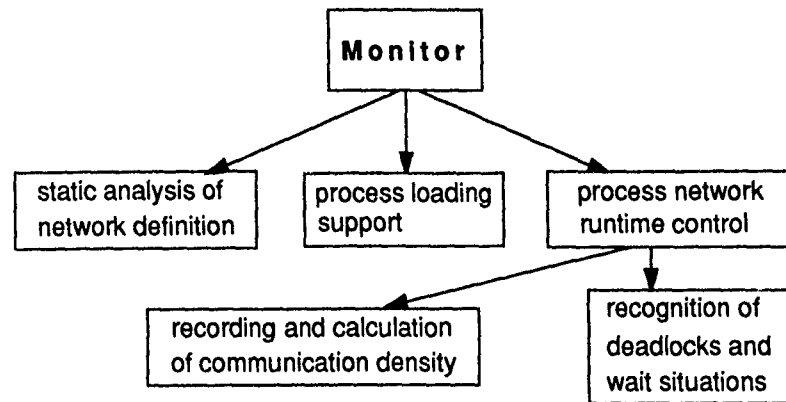 Monitor
static analysis of
network definition
process loading
support
process network
runtime control
recording and calculation
of communication density
recognition of
deadlocks and
wait situations